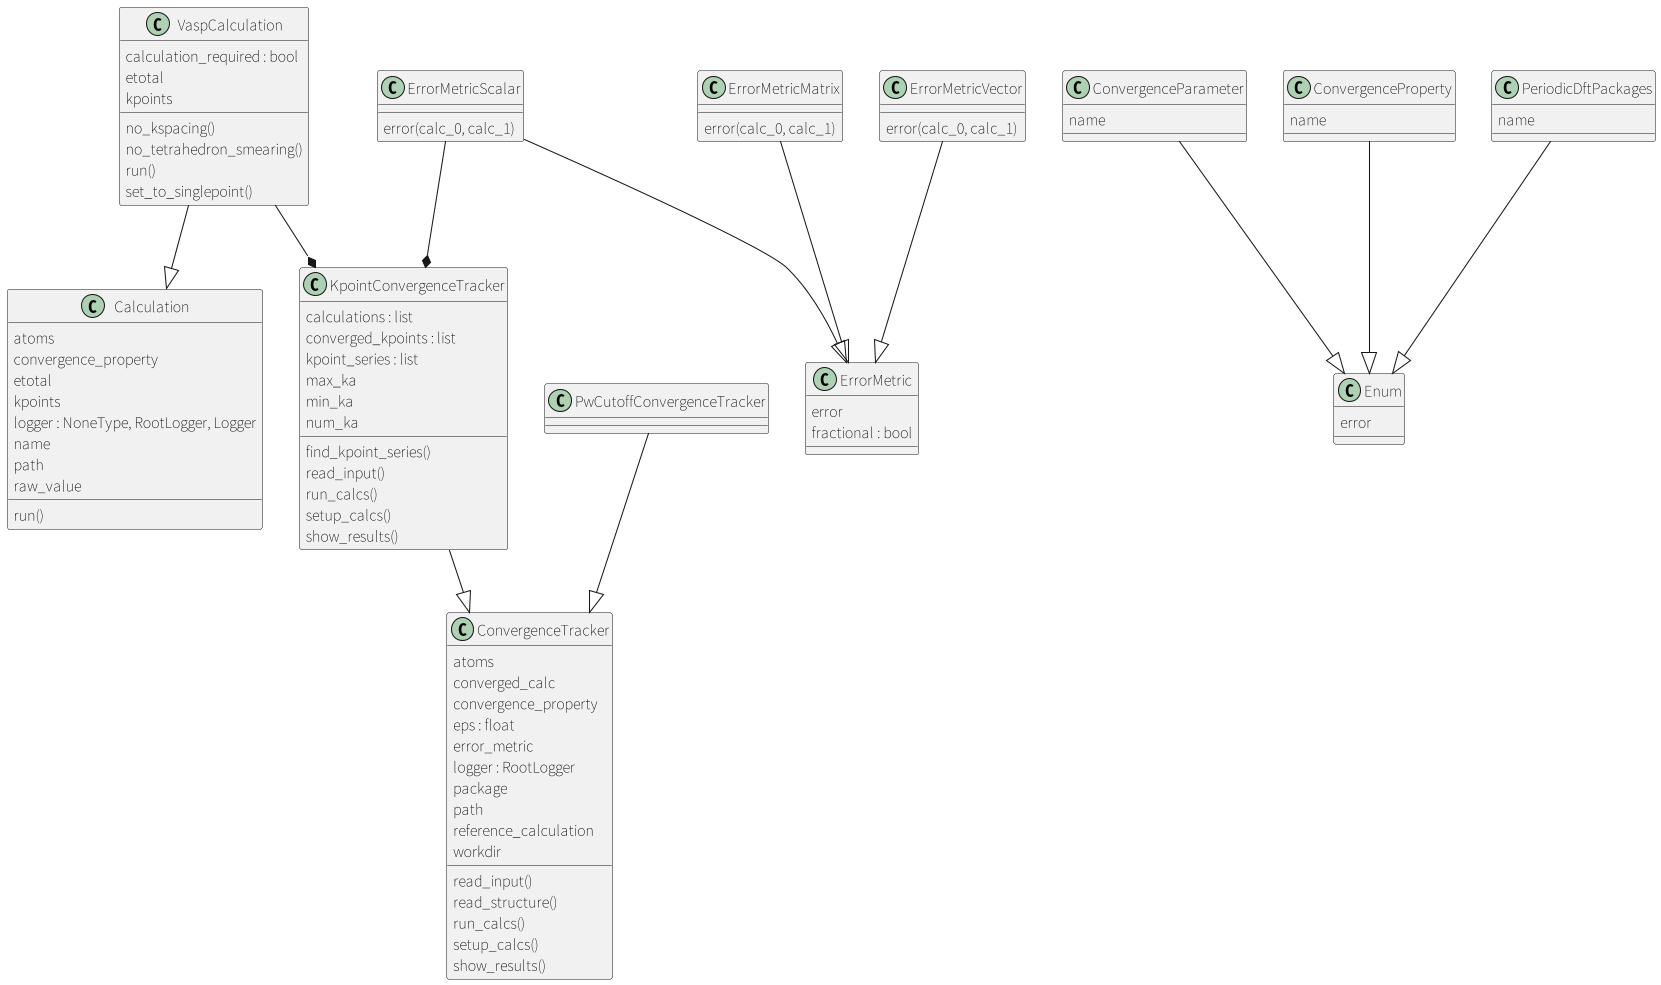 C VaspCalculation
calculation_required : bool
etotal
kpoints
no_kspacing()
no_tetrahedron_smearing()
run()
set_to_singlepoint()
C ErrorMetricScalar
error(calc_0, calc_1)
C ErrorMetricMatrix
error(calc_0, calc_1)
C ErrorMetricVector
error(calc_0, calc_1)
C ConvergenceParameter
name
C ConvergenceProperty
name
C PeriodicDftPackages
name
C Calculation
atoms
convergence_property
etotal
kpoints
logger : NoneType, RootLogger, Logger
name
path
raw_value
run()
C KpointConvergenceTracker
calculations : list
converged_kpoints : list
kpoint_series : list
max_ka
min_ka
num_ka
find_kpoint_series()
read_input()
run_calcs()
setup_calcs()
show_results()
C PwCutoffConvergenceTracker
C ErrorMetric
error
fractional : bool
C Enum
error
C ConvergenceTracker
atoms
converged_calc
convergence_property
eps : float
error_metric
logger : RootLogger
package
path
reference_calculation
workdir
read_input()
read_structure()
run_calcs()
setup_calcs()
show_results()